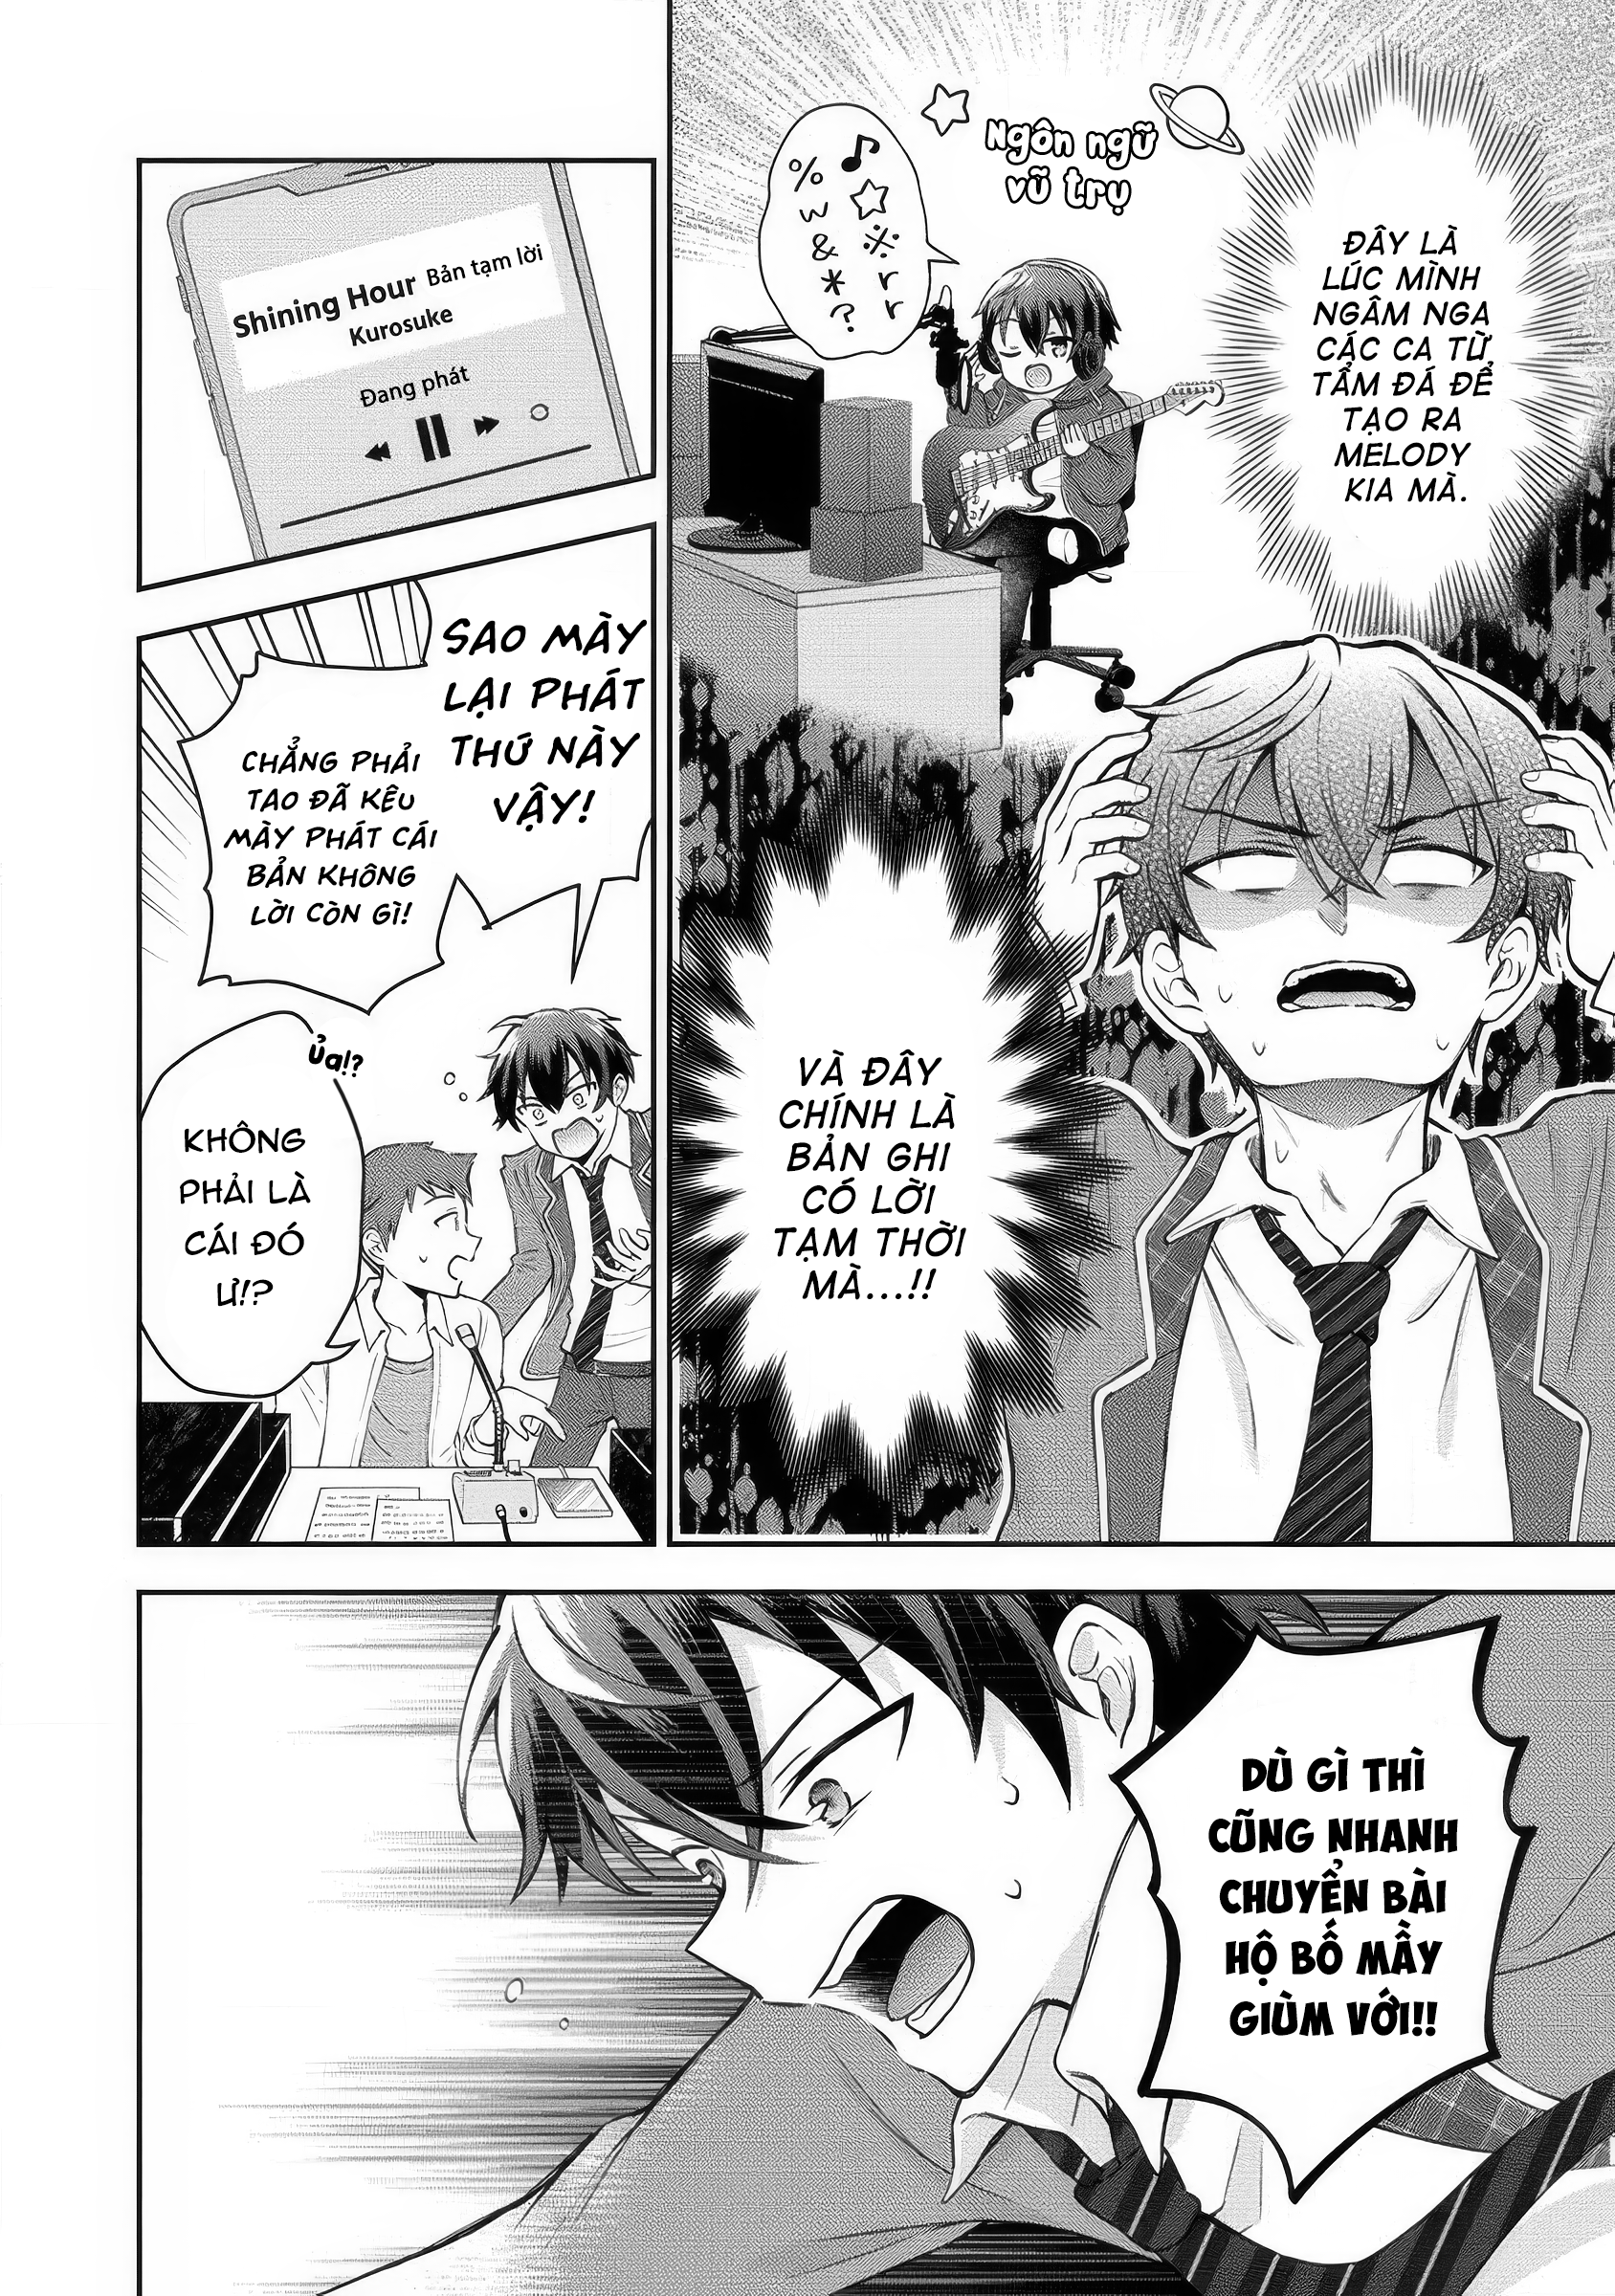 ĐÂY LÀ
LÚC MÌNH
NGÂM NGA
CÁC CA TỪ
TẨM ĐÁ ĐỂ
TẠO RA
MELODY
KIA MÀ.
Ngôn ngữ
vũ trụ
♪☆※rr
%w&*?
VÀ ĐÂY
CHÍNH LÀ
BẢN GHI
CÓ LỜI
TẠM THỜI
MÀ...!!
Shining Hour Bản tạm lời
Kurosuke
Đang phát
SAO MÀY
LẠI PHÁT
THỨ NÀY
VẬY!
CHẲNG PHẢI
TAO ĐÃ KÊU
MÀY PHÁT CÁI
BẢN KHÔNG
LỜI CÒN GÌ!
ỦA!?
KHÔNG
PHẢI LÀ
CÁI ĐÓ
Ư!?
DÙ GÌ THÌ
CŨNG NHANH
CHUYỂN BÀI
HỘ BỐ MẦY
GIÙM VỚI!!